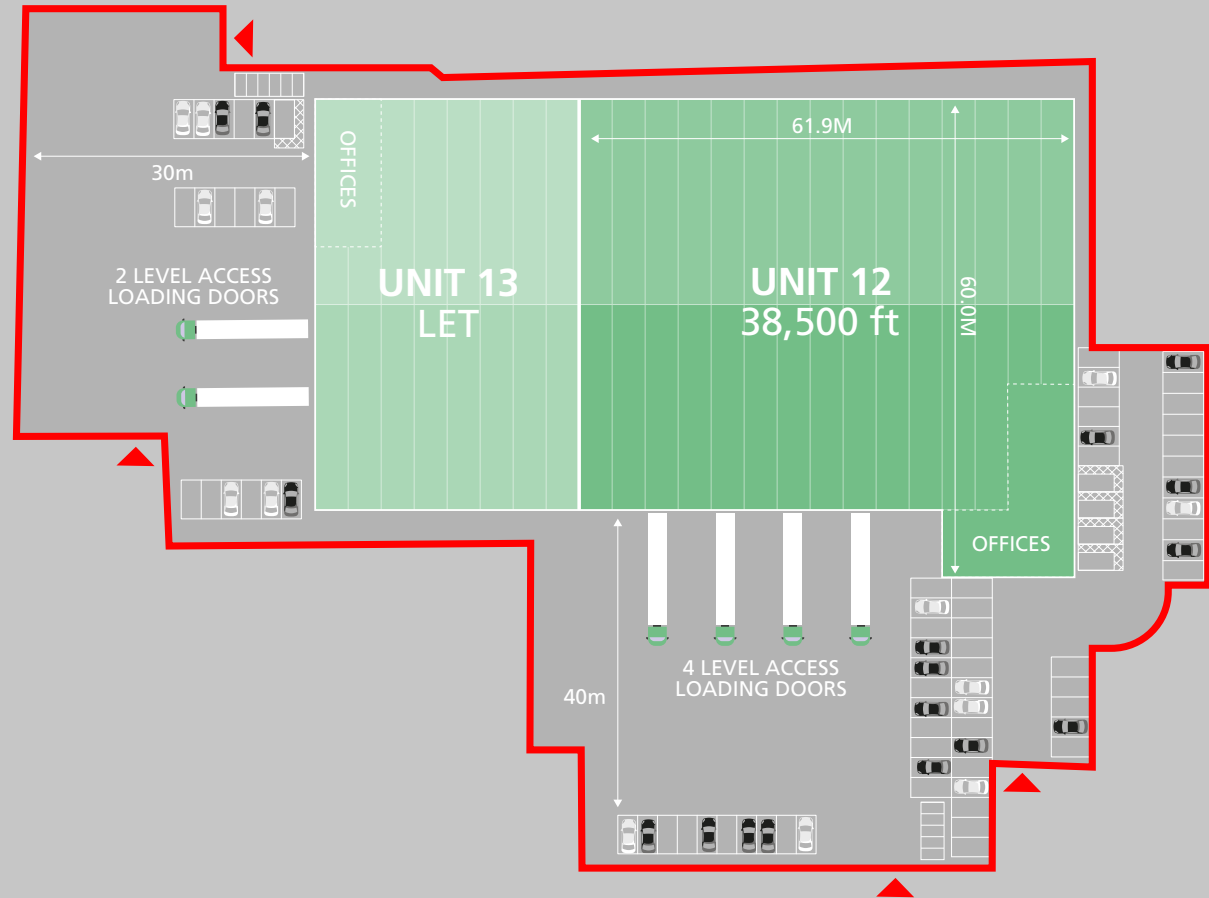 61.9M
OFFICES
30m
2 LEVEL ACCESS
LOADING DOORS
UNIT 13
LET
UNIT 12
38,500 ft
60.0M
OFFICES
4 LEVEL ACCESS
LOADING DOORS
40m